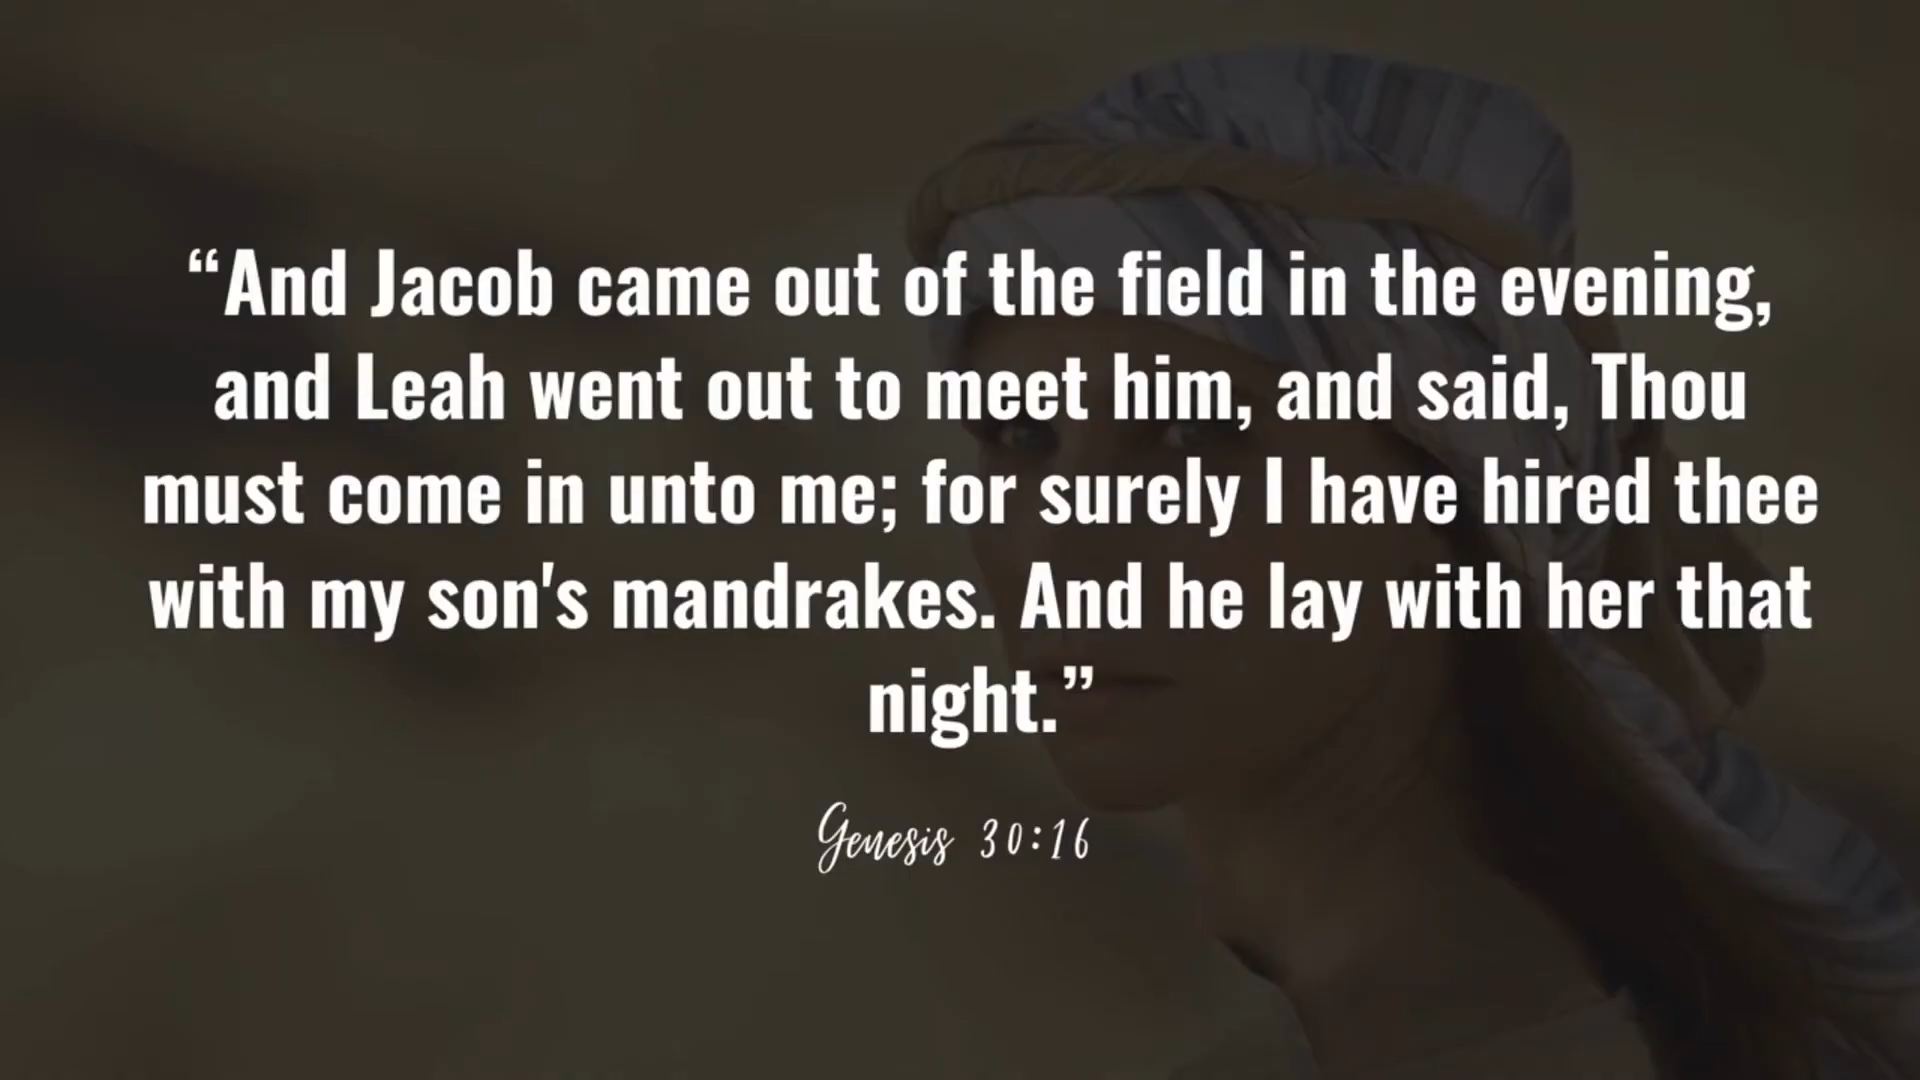 “And Jacob came out of the field in the evening,
and Leah went out to meet him, and said, Thou
must come in unto me; for surely I have hired thee
with my son's mandrakes. And he lay with her that
night.”
Genesis 30:16